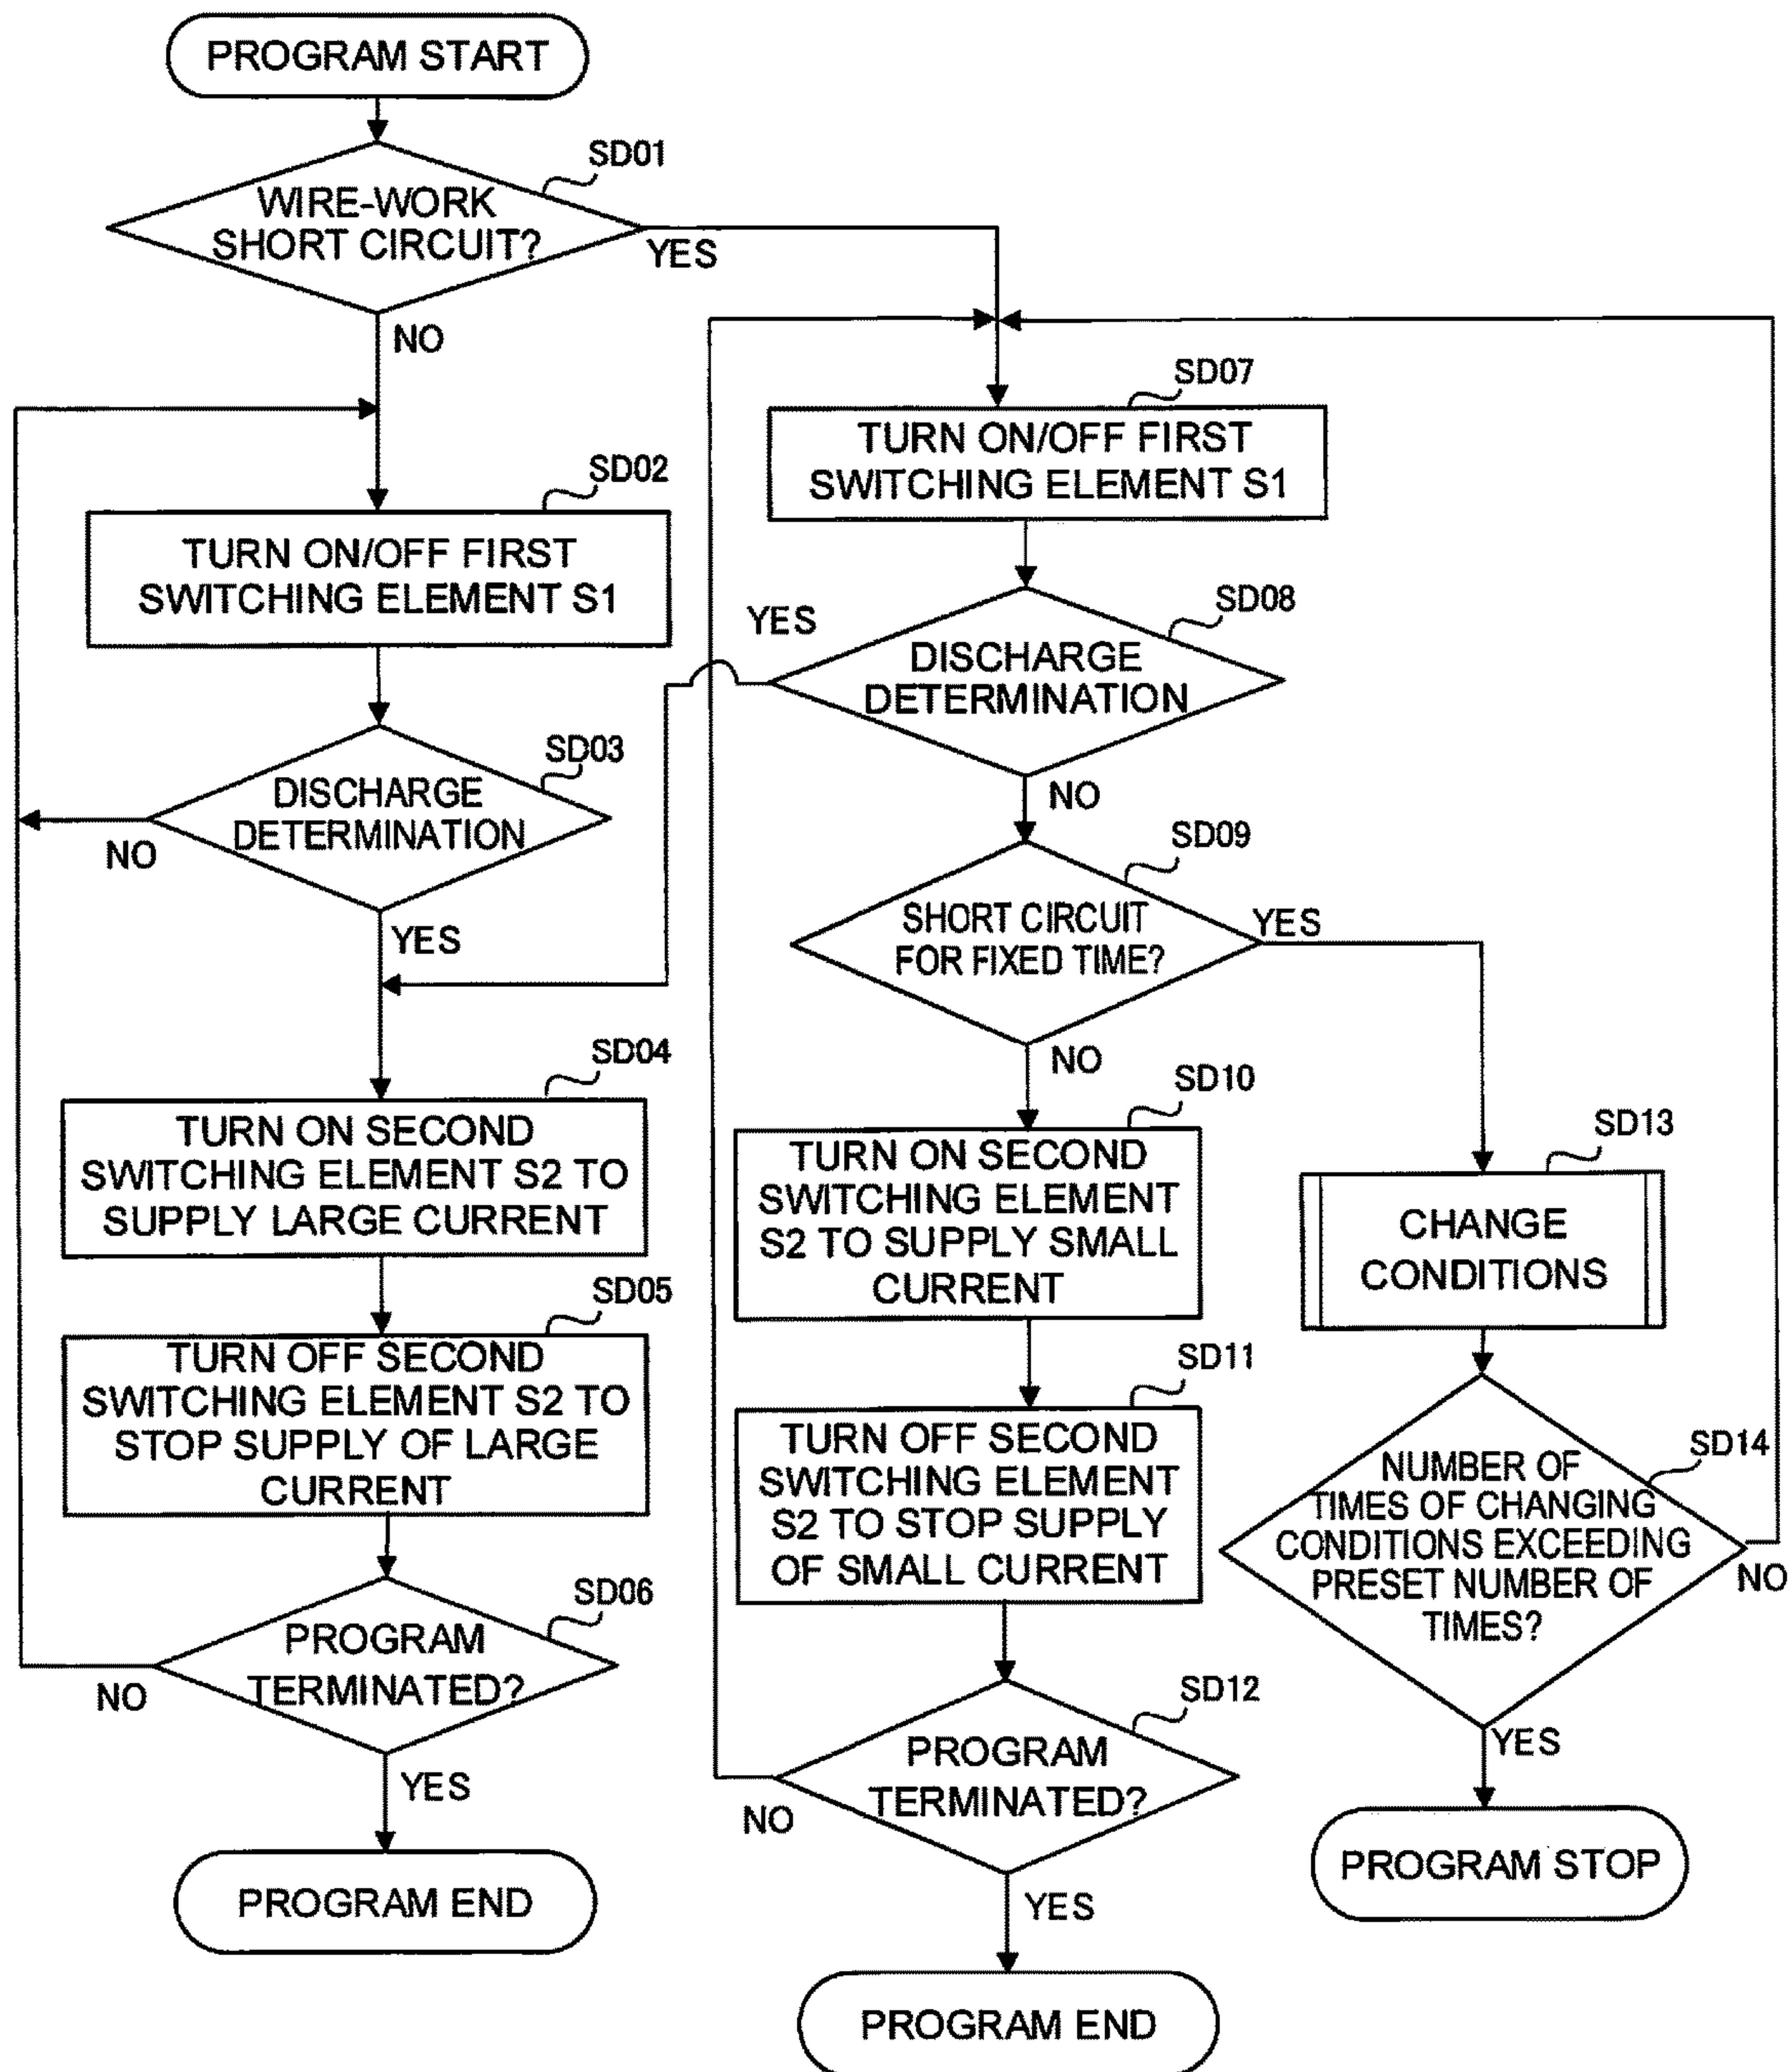 PROGRAM START
SD01
WIRE-WORK
SHORT CIRCUIT?
YES
NO
SD02
TURN ON/OFF FIRST
SWITCHING ELEMENT S1
SD03
DISCHARGE
DETERMINATION
NO
YES
SD04
TURN ON SECOND
SWITCHING ELEMENT S2 TO
SUPPLY LARGE CURRENT
SD05
TURN OFF SECOND
SWITCHING ELEMENT S2 TO
STOP SUPPLY OF LARGE
CURRENT
SD06
PROGRAM
TERMINATED?
NO
YES
PROGRAM END
SD07
TURN ON/OFF FIRST
SWITCHING ELEMENT S1
SD08
YES
DISCHARGE
DETERMINATION
NO
SD09
SHORT CIRCUIT
FOR FIXED TIME?
YES
NO
SD10
TURN ON SECOND
SWITCHING ELEMENT
S2 TO SUPPLY SMALL
CURRENT
SD11
TURN OFF SECOND
SWITCHING ELEMENT
S2 TO STOP SUPPLY
OF SMALL CURRENT
SD12
PROGRAM
TERMINATED?
NO
YES
PROGRAM END
SD13
CHANGE
CONDITIONS
SD14
NUMBER OF
TIMES OF CHANGING
CONDITIONS EXCEEDING
PRESET NUMBER OF
TIMES?
NO
YES
PROGRAM STOP